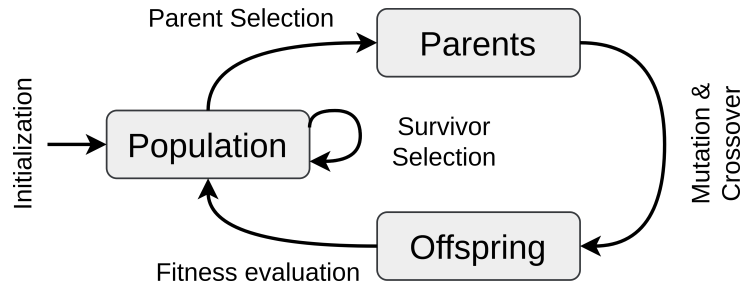 Parent Selection
Parents
Initialization
Population
Survivor
Selection
Mutation &
Crossover
Offspring
Fitness evaluation